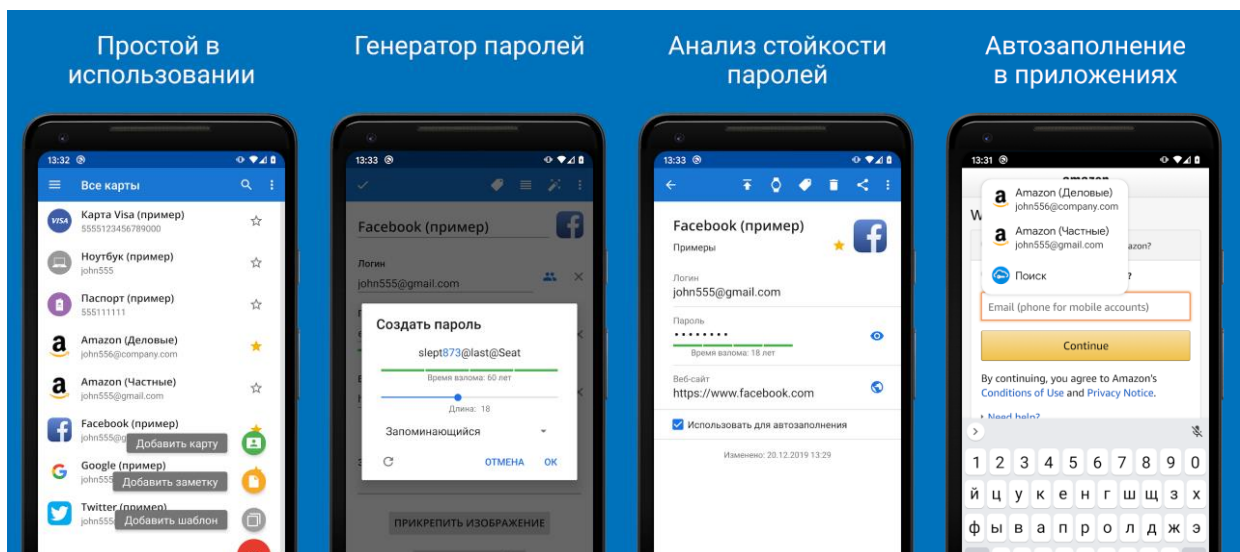 Простой в
использовании
Генератор паролей
Анализ стойкости
паролей
Автозаполнение
в приложениях
13:32
Все карты
VISA
Карта Visa (пример)
5555123456789000
Ноутбук (пример)
john555
Паспорт (пример)
555111111
Amazon (Деловые)
john556@company.com
Amazon (Частные)
john555@gmail.com
Facebook (пример)
john555@g
Добавить карту
Google (пример)
john555
Добавить заметку
Twitter (пример)
john555
Добавить шаблон
13:33
Facebook (пример)
Логин
john555@gmail.com
Создать пароль
slept873@last@Seat
Время взлома: 60 лет
Длина: 18
Запоминающийся
ОТМЕНА
ОК
ПРИКРЕПИТЬ ИЗОБРАЖЕНИЕ
13:33
Facebook (пример)
Примеры
Логин
john555@gmail.com
Пароль
Время взлома: 18 лет
Веб-сайт
https://www.facebook.com
Использовать для автозаполнения
Изменено: 20.12.2019 13:29
13:31
amazon
W
Amazon (Деловые)
john556@company.com
Amazon (Частные)
john555@gmail.com
azon?
Поиск
?
Email (phone for mobile accounts)
Continue
By continuing, you agree to Amazon's
Conditions of Use and Privacy Notice.
Need help?
1 2 3 4 5 6 7 8 9 0
й ц у к е н г ш щ з х
ф ы в а п р о л д ж э